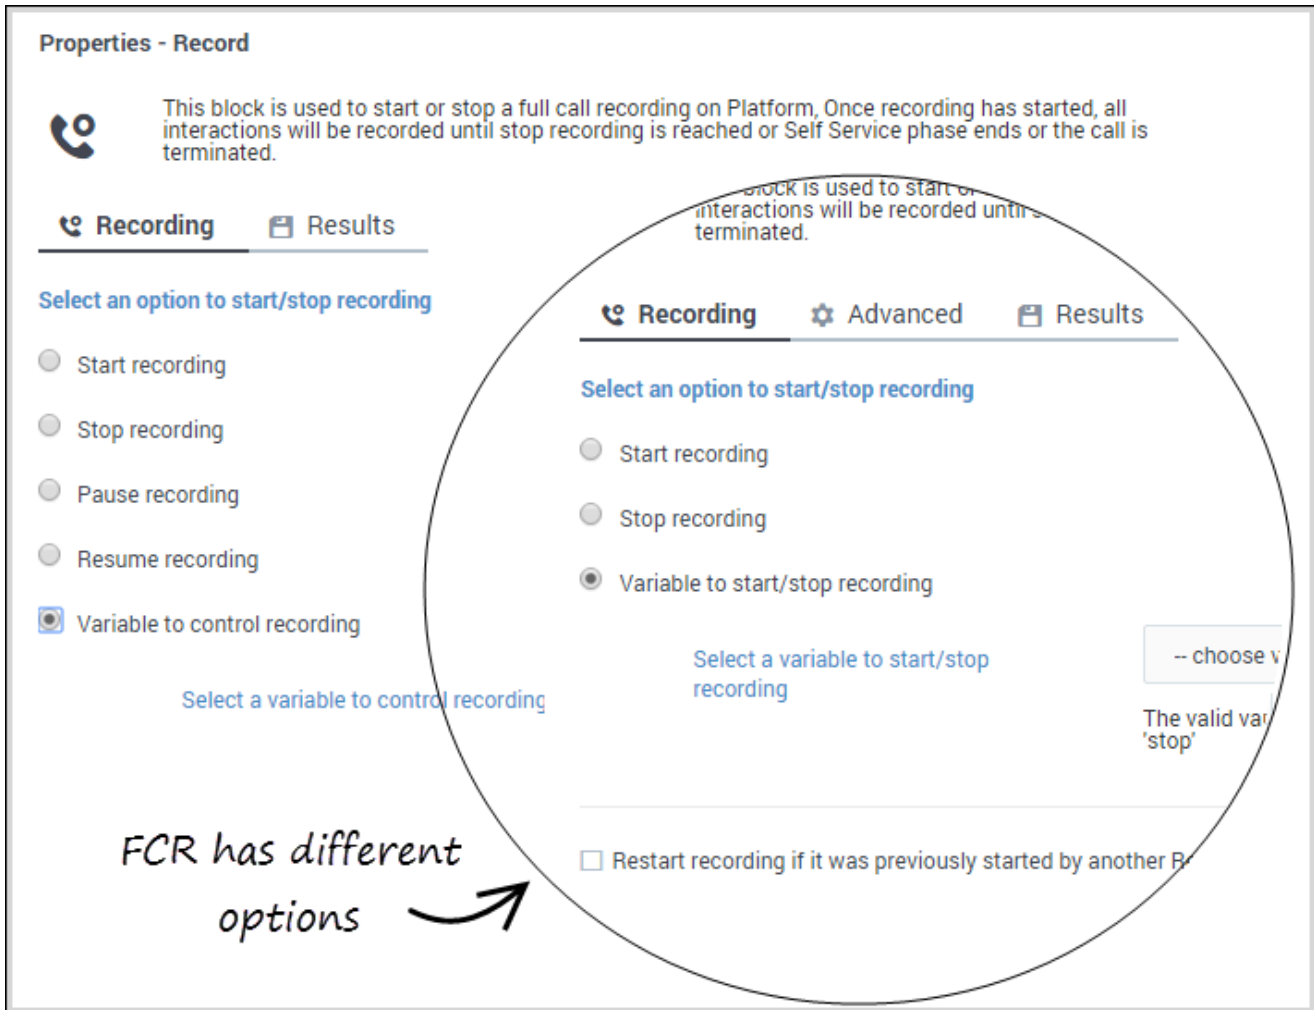 Properties - Record
This block is used to start or stop a full call recording on Platform, Once recording has started, all
interactions will be recorded until stop recording is reached or Self Service phase ends or the call is
terminated.
Recording Results
Select an option to start/stop recording
Start recording
Stop recording
Pause recording
Resume recording
Variable to control recording
Select a variable to control recording
FCR has different
options
block is used to start
interactions will be recorded until
terminated.
Recording Advanced Results
Select an option to start/stop recording
Start recording
Stop recording
Variable to start/stop recording
Select a variable to start/stop
recording
-- choose
The valid
'stop'
Restart recording if it was previously started by another